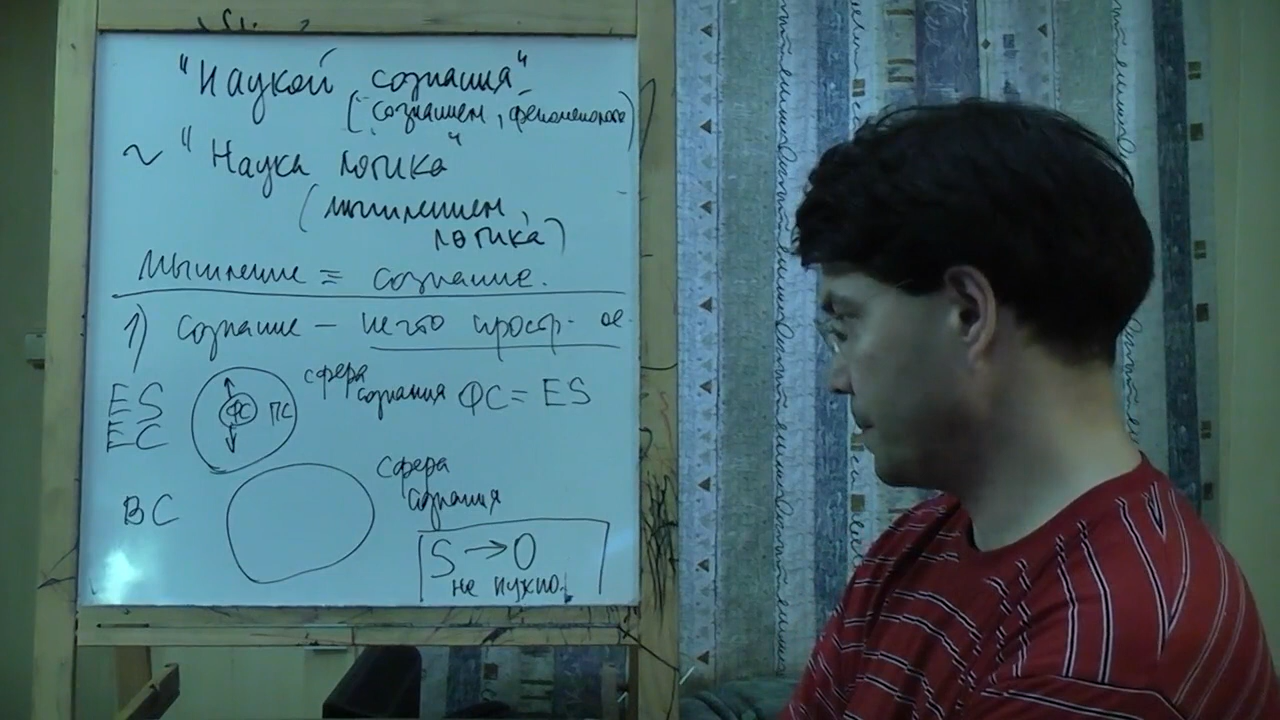 "Наукой сознания"
(сознанием, феноменолог
~ "Наука логика"
(мышлением,
логика)
Мышление ≡ сознание.
1) Сознание – нечто простр- ое.
ES
EC
ФС ПС
сфера
сознания ФС = ES
ВС
сфера
сознания
S → O
не нужно!